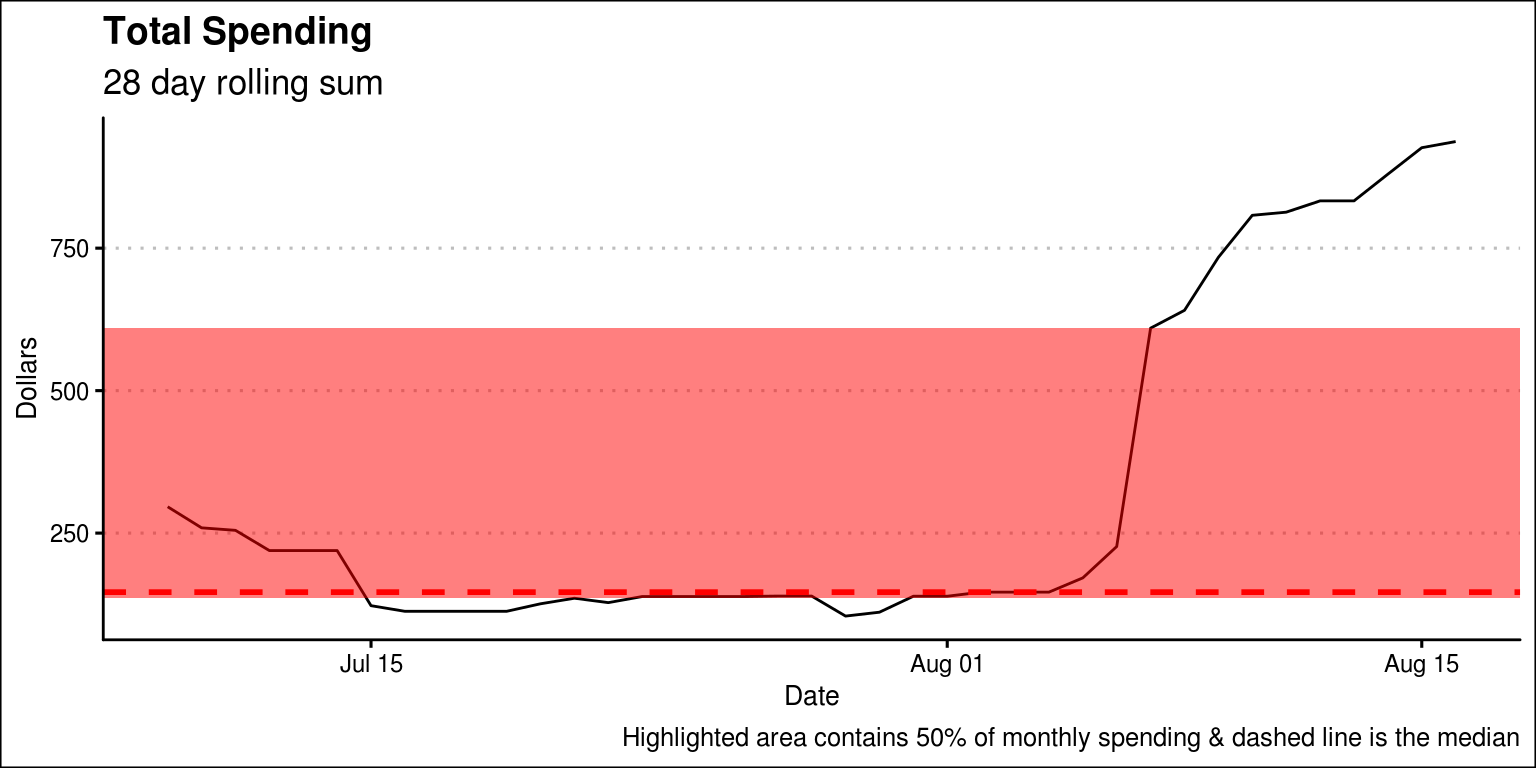 Total Spending
28 day rolling sum
Dollars
750
500
250
Jul 15
Aug 01
Aug 15
Date
Highlighted area contains 50% of monthly spending & dashed line is the median